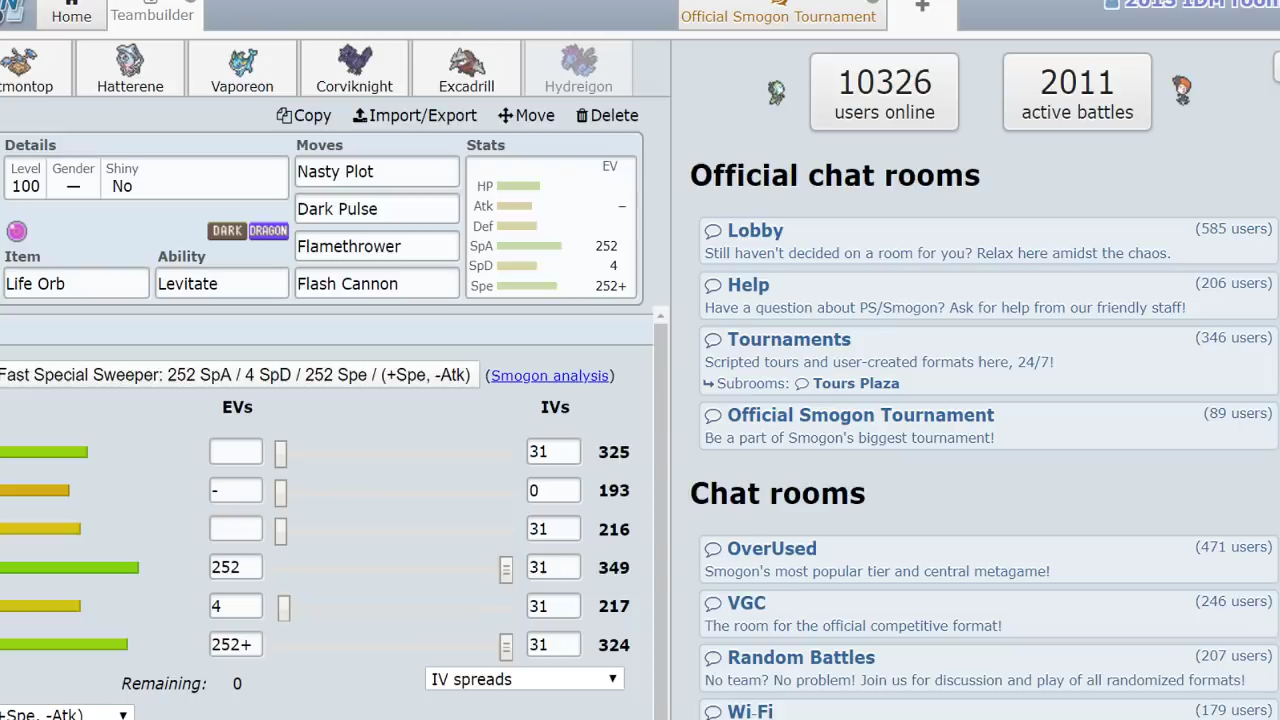 Home
Teambuilder
Official Smogon Tournament
tmontop
Hatterene
Vaporeon
Corviknight
Excadrill
Hydreigon
Copy Import/Export Move Delete
Details
Level
100
Gender
—
Shiny
No
DARK DRAGON
Item
Life Orb
Ability
Levitate
Moves
Nasty Plot
Dark Pulse
Flamethrower
Flash Cannon
Stats
EV
HP
Atk –
Def
SpA 252
SpD 4
Spe 252+
Fast Special Sweeper: 252 SpA / 4 SpD / 252 Spe / (+Spe, -Atk) (Smogon analysis)
EVs IVs
31 325
- 0 193
31 216
252 31 349
4 31 217
252+ 31 324
Remaining: 0
IV spreads
+Spe, -Atk)
10326
users online
2011
active battles
Official chat rooms
Lobby (585 users)
Still haven't decided on a room for you? Relax here amidst the chaos.
Help (206 users)
Have a question about PS/Smogon? Ask for help from our friendly staff!
Tournaments (346 users)
Scripted tours and user-created formats here, 24/7!
Subrooms: Tours Plaza
Official Smogon Tournament (89 users)
Be a part of Smogon's biggest tournament!
Chat rooms
OverUsed (471 users)
Smogon's most popular tier and central metagame!
VGC (246 users)
The room for the official competitive format!
Random Battles (207 users)
No team? No problem! Join us for discussion and play of all randomized formats!
Wi-Fi (179 users)